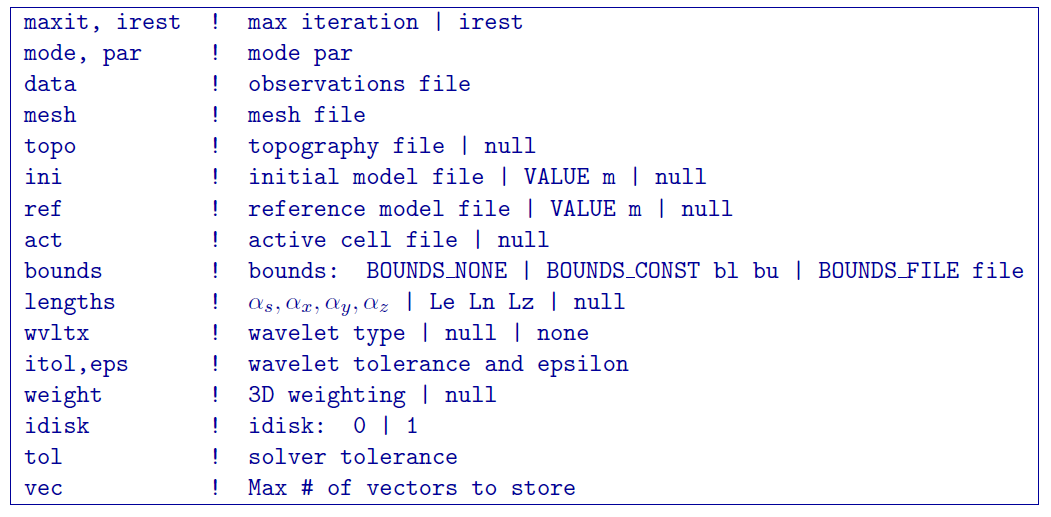 maxit, irest ! max iteration | irest
mode, par ! mode par
data ! observations file
mesh ! mesh file
topo ! topography file | null
ini ! initial model file | VALUE m | null
ref ! reference model file | VALUE m | null
act ! active cell file | null
bounds ! bounds: BOUNDS_NONE | BOUNDS_CONST bl bu | BOUNDS_FILE file
lengths ! αs, αx, αy, αz | Le Ln Lz | null
wvltx ! wavelet type | null | none
itol,eps ! wavelet tolerance and epsilon
weight ! 3D weighting | null
idisk ! idisk: 0 | 1
tol ! solver tolerance
vec ! Max # of vectors to store